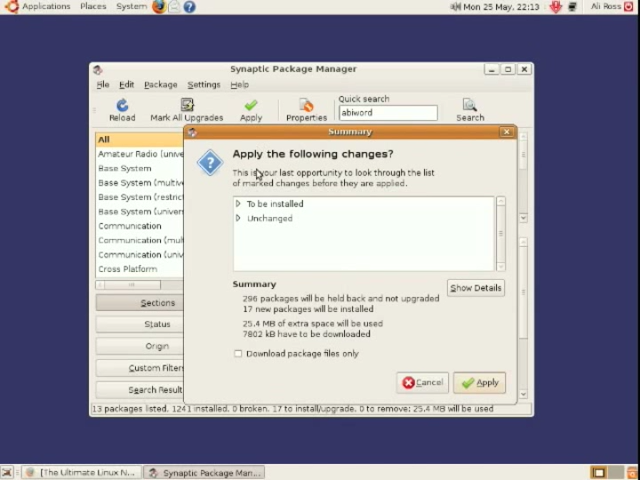 Applications Places System Mon 25 May, 22:13 Ali Ross
Synaptic Package Manager
File Edit Package Settings Help
Quick search
abiword
Reload Mark All Upgrades Apply Properties Search
Summary
All
Amateur Radio (unive
Base System
Base System (multive
Base System (restric
Base System (univers
Communication
Communication (mul
Communication (univ
Cross Platform
Sections
Status
Origin
Custom Filters
Search Result
Apply the following changes?
This is your last opportunity to look through the list
of marked changes before they are applied.
To be installed
Unchanged
Summary
Show Details
296 packages will be held back and not upgraded
17 new packages will be installed
25.4 MB of extra space will be used
7802 kB have to be downloaded
Download package files only
Cancel Apply
13 packages listed, 1241 installed, 0 broken. 17 to install/upgrade, 0 to remove; 25.4 MB will be used
[The Ultimate Linux N... Synaptic Package Man...